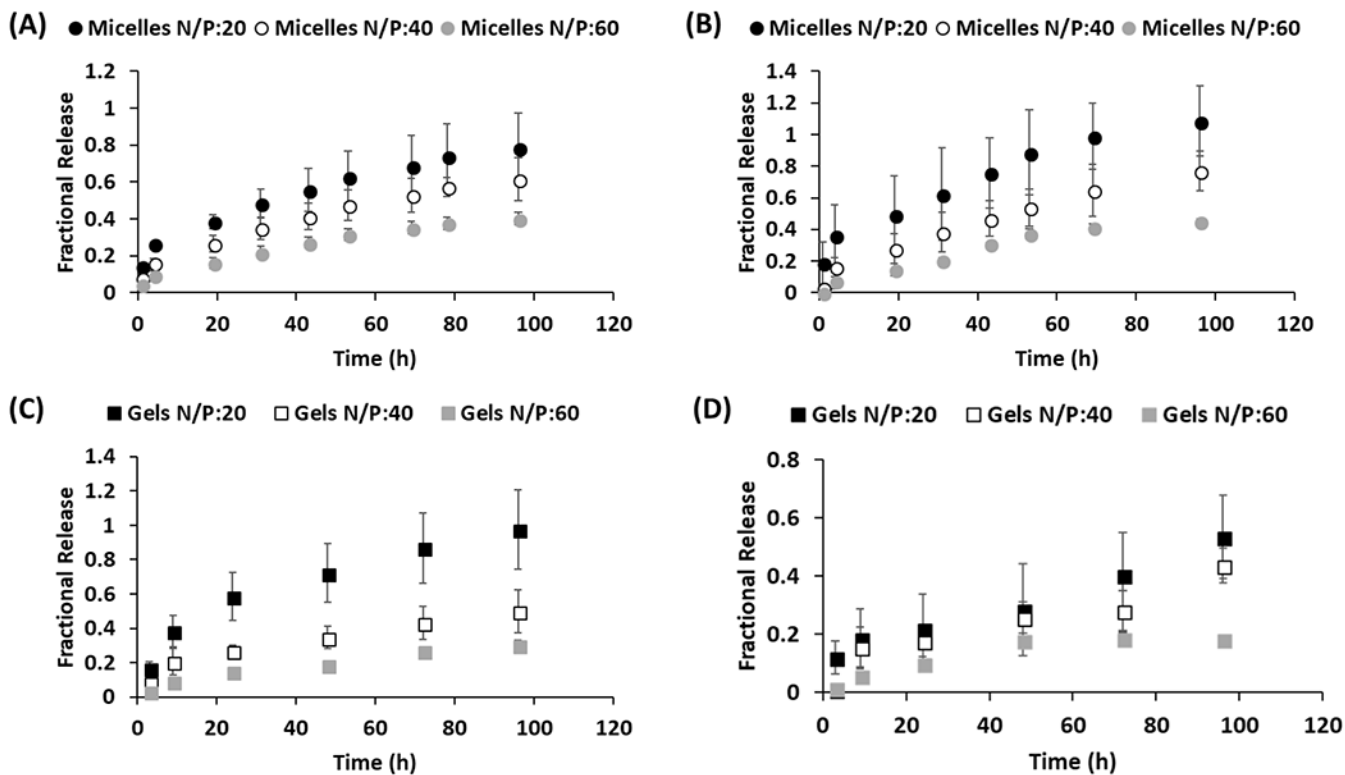 (A) Micelles N/P:20 Micelles N/P:40 Micelles N/P:60
Fractional Release
1.2
1
0.8
0.6
0.4
0.2
0
0 20 40 60 80 100 120
Time (h)
(B) Micelles N/P:20 Micelles N/P:40 Micelles N/P:60
Fractional Release
1.4
1.2
1
0.8
0.6
0.4
0.2
0
0 20 40 60 80 100 120
Time (h)
(C) Gels N/P:20 Gels N/P:40 Gels N/P:60
Fractional Release
1.4
1.2
1
0.8
0.6
0.4
0.2
0
0 20 40 60 80 100 120
Time (h)
(D) Gels N/P:20 Gels N/P:40 Gels N/P:60
Fractional Release
0.8
0.6
0.4
0.2
0
0 20 40 60 80 100 120
Time (h)